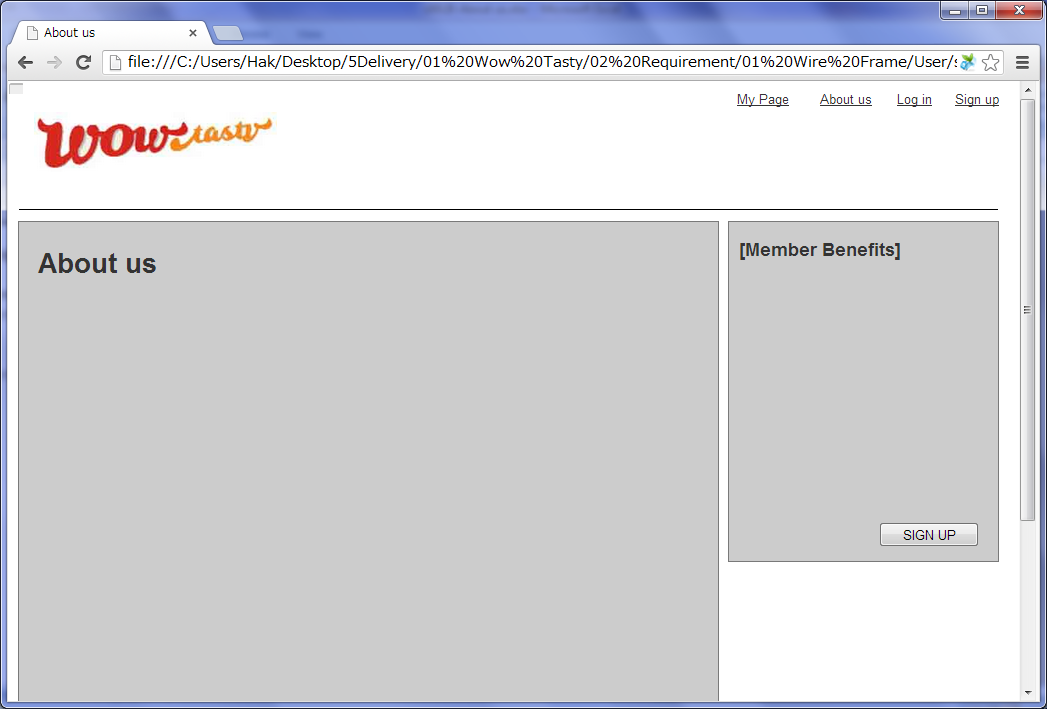 About us
file:///C:/Users/Hak/Desktop/5Delivery/01%20Wow%20Tasty/02%20Requirement/01%20Wire%20Frame/User/s
My Page About us Log in Sign up
wow tasty
About us
[Member Benefits]
SIGN UP